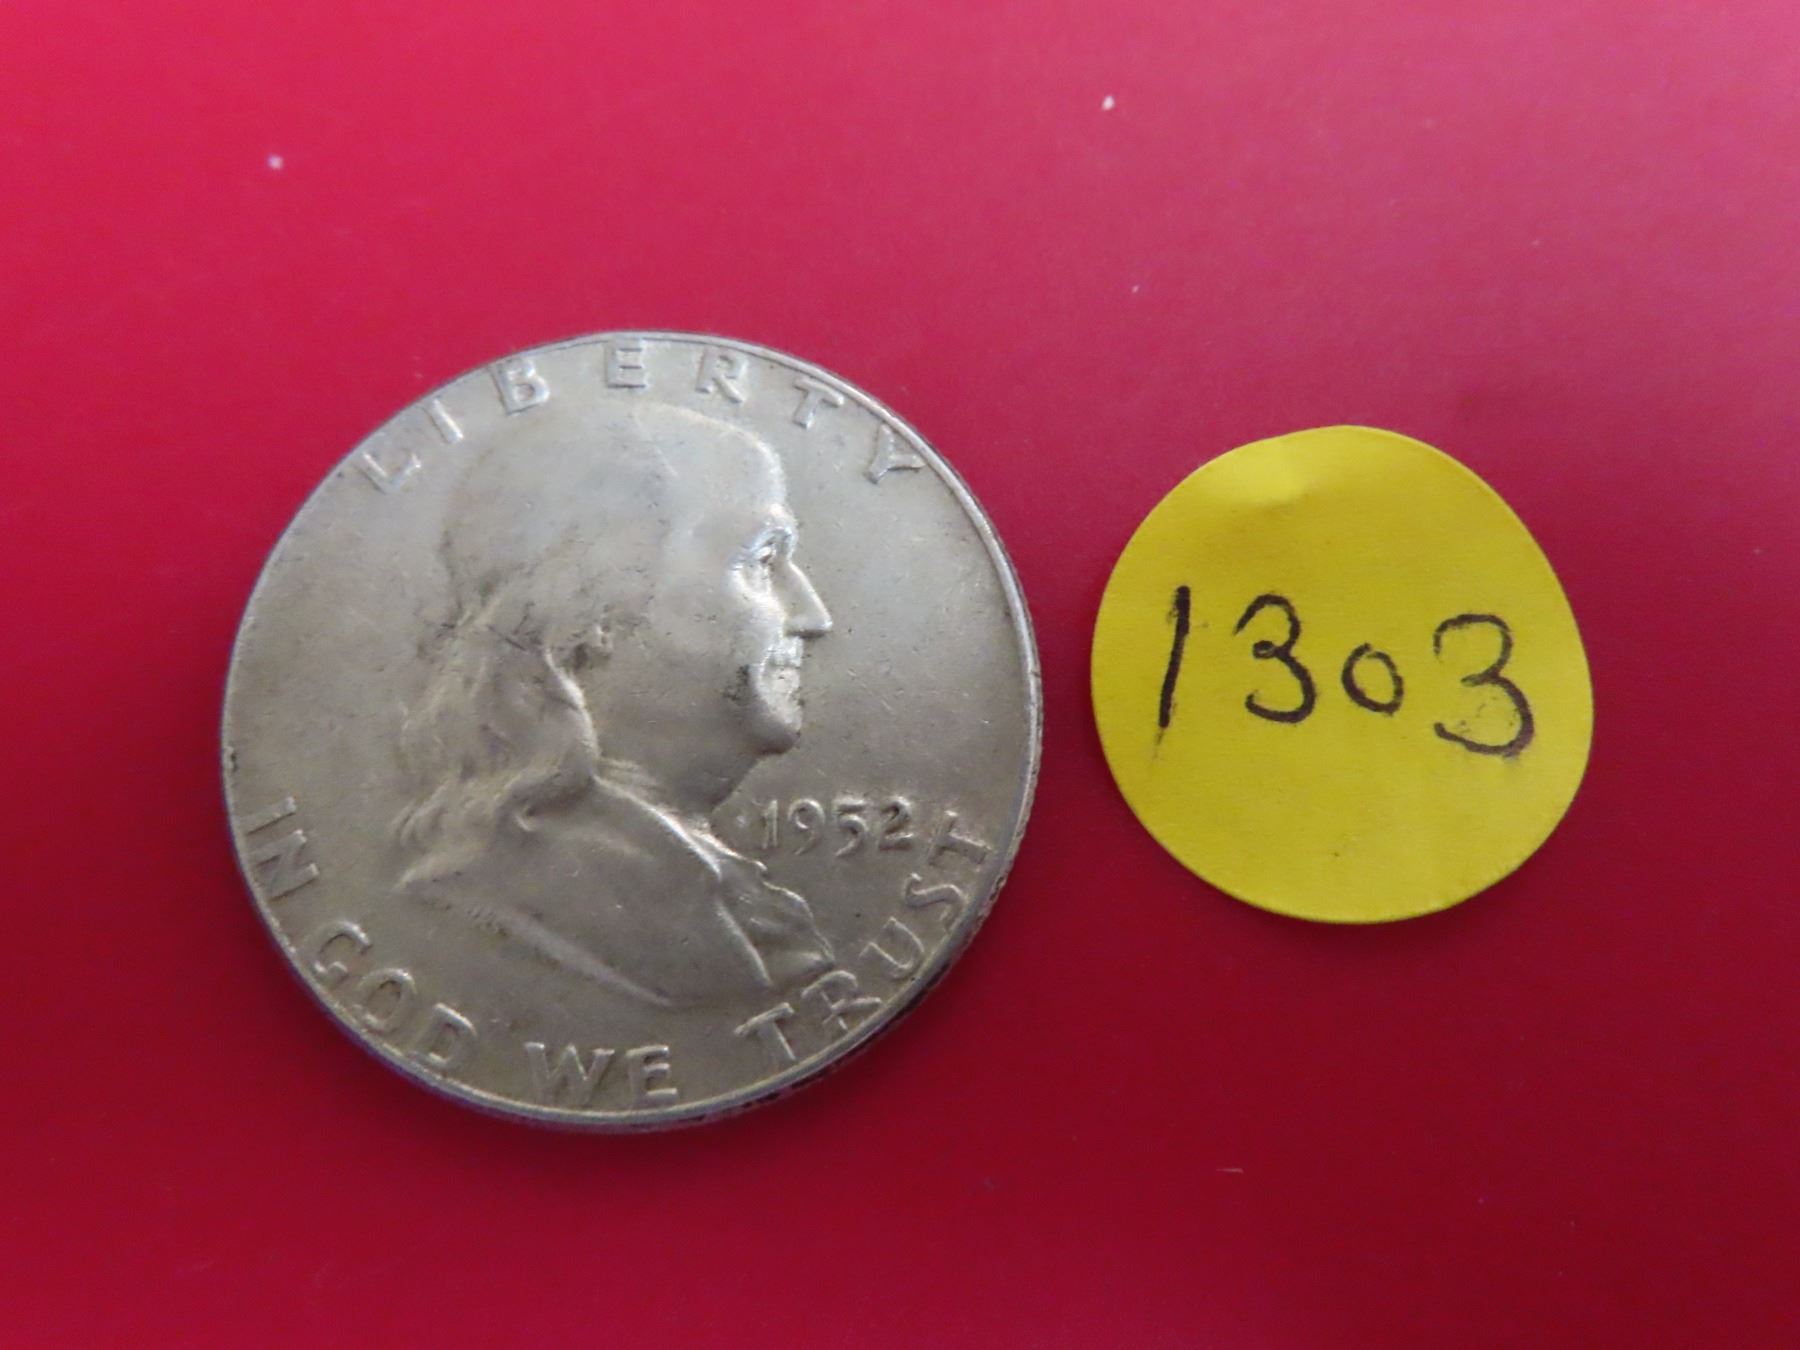 LIBERTY
1952
IN GOD WE TRUST
1303